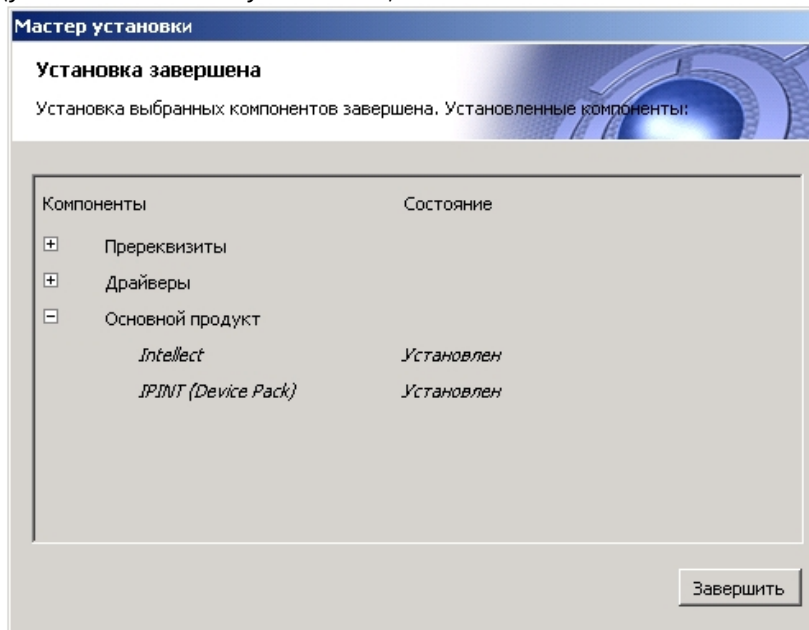 Мастер установки
Установка завершена
Установка выбранных компонентов завершена. Установленные компоненты:
Компоненты Состояние
Пререквизиты
Драйверы
Основной продукт
Intellect Установлен
IPINT (Device Pack) Установлен
Завершить